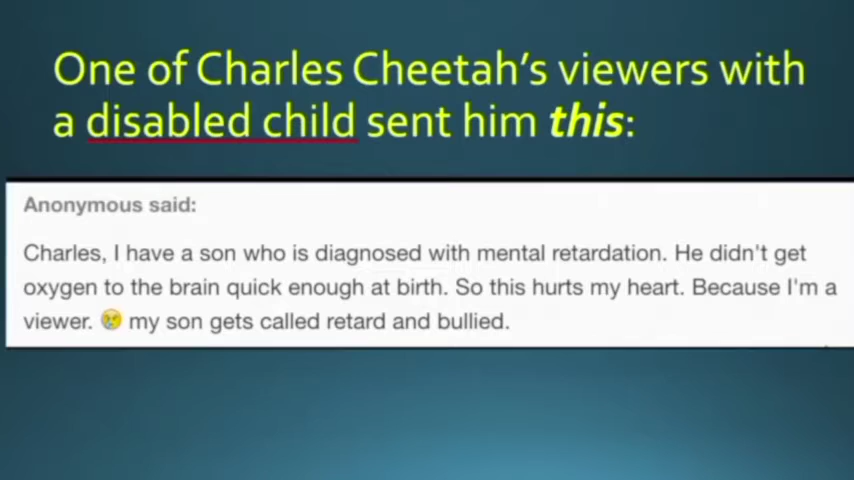 One of Charles Cheetah's viewers with
a disabled child sent him this:
Anonymous said:
Charles, I have a son who is diagnosed with mental retardation. He didn't get
oxygen to the brain quick enough at birth. So this hurts my heart. Because I'm a
viewer. 😢 my son gets called retard and bullied.